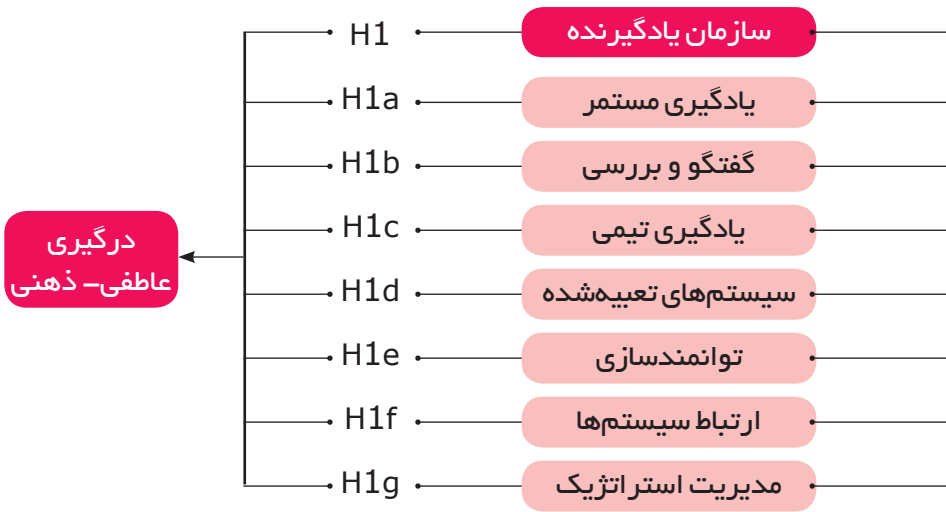 سازمان یادگیرنده
H1
یادگیری مستمر
H1a
گفتگو و بررسی
H1b
یادگیری تیمی
H1c
سیستم‌های تعبیه‌شده
H1d
توانمندسازی
H1e
ارتباط سیستم‌ها
H1f
مدیریت استراتژیک
H1g
درگیری
عاطفی– ذهنی